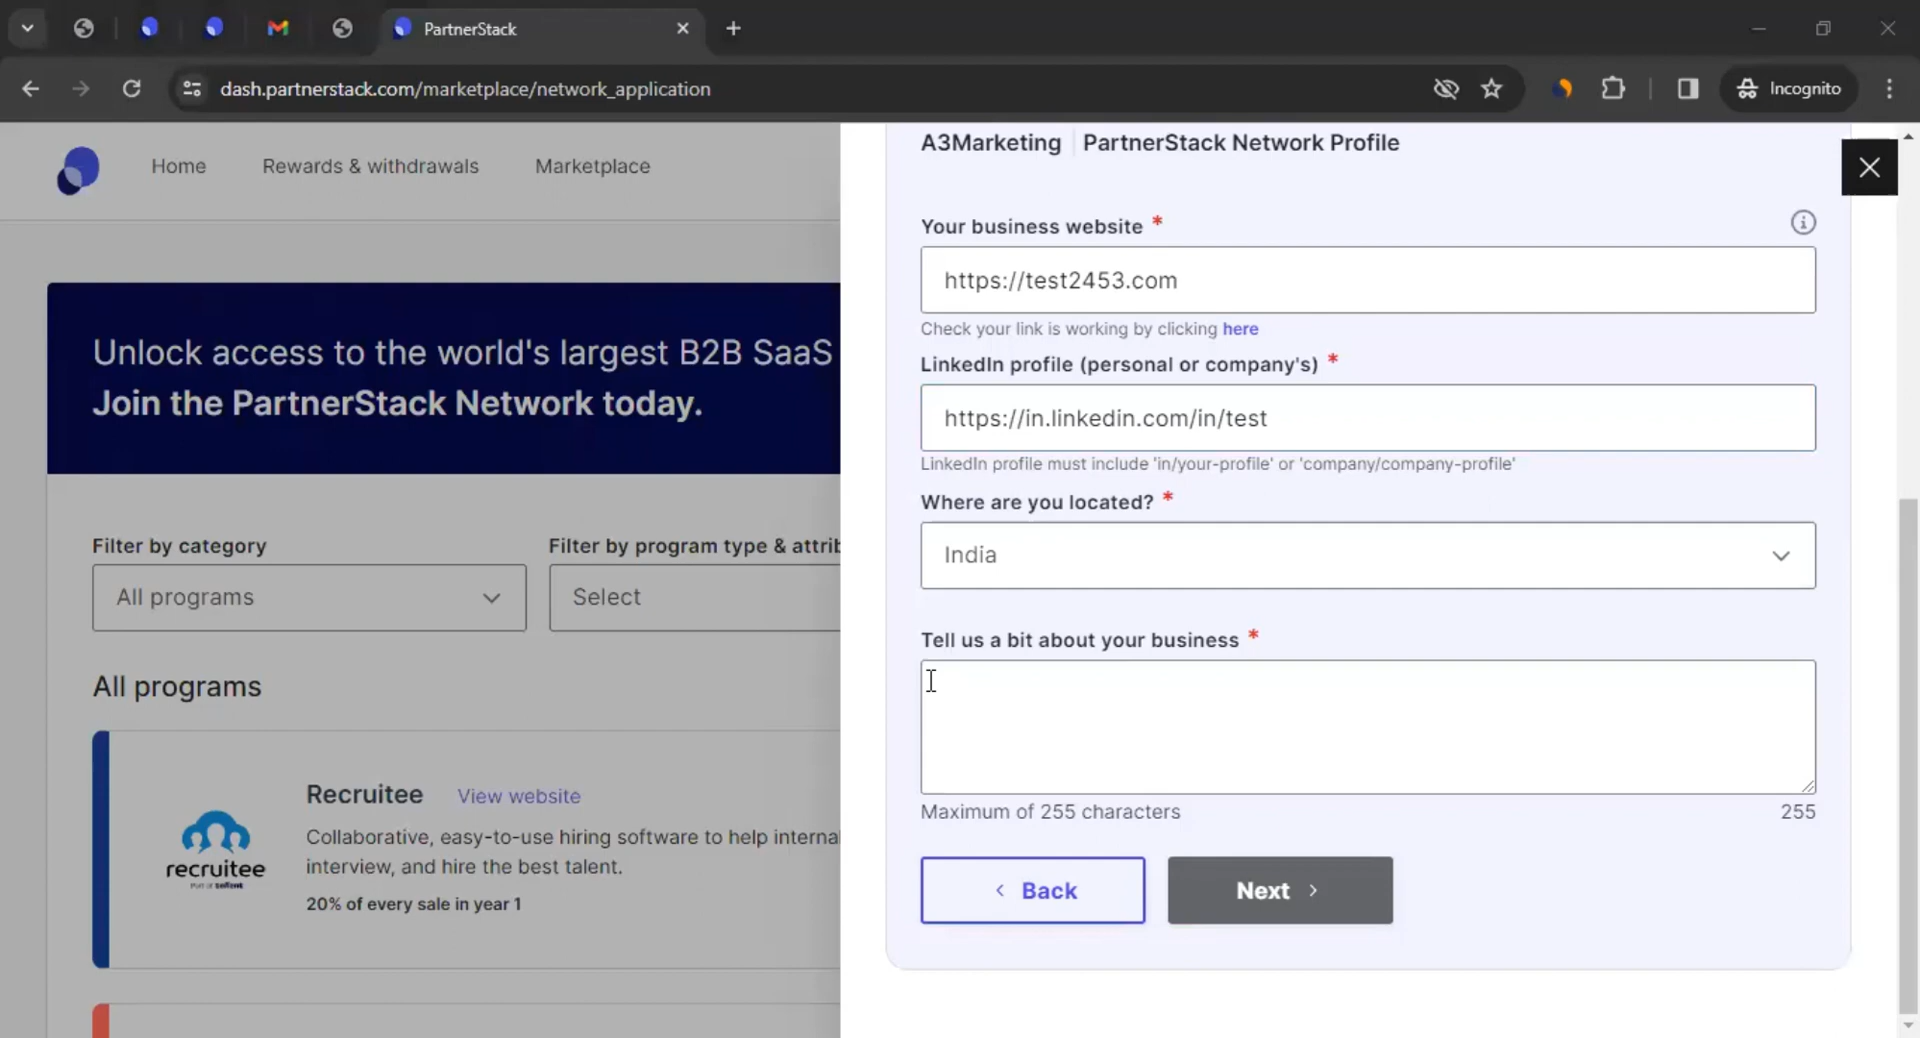 PartnerStack
dash.partnerstack.com/marketplace/network_application
Incognito
Home
Rewards & withdrawals
Marketplace
Unlock access to the world's largest B2B SaaS
Join the PartnerStack Network today.
Filter by category
Filter by program type & attrib
All programs
Select
All programs
Recruitee View website
Collaborative, easy-to-use hiring software to help internal
interview, and hire the best talent.
20% of every sale in year 1
recruitee
A3Marketing PartnerStack Network Profile
Your business website *
https://test2453.com
Check your link is working by clicking here
LinkedIn profile (personal or company's) *
https://in.linkedin.com/in/test
LinkedIn profile must include 'in/your-profile' or 'company/company-profile'
Where are you located? *
India
Tell us a bit about your business *
Maximum of 255 characters
255
Back
Next